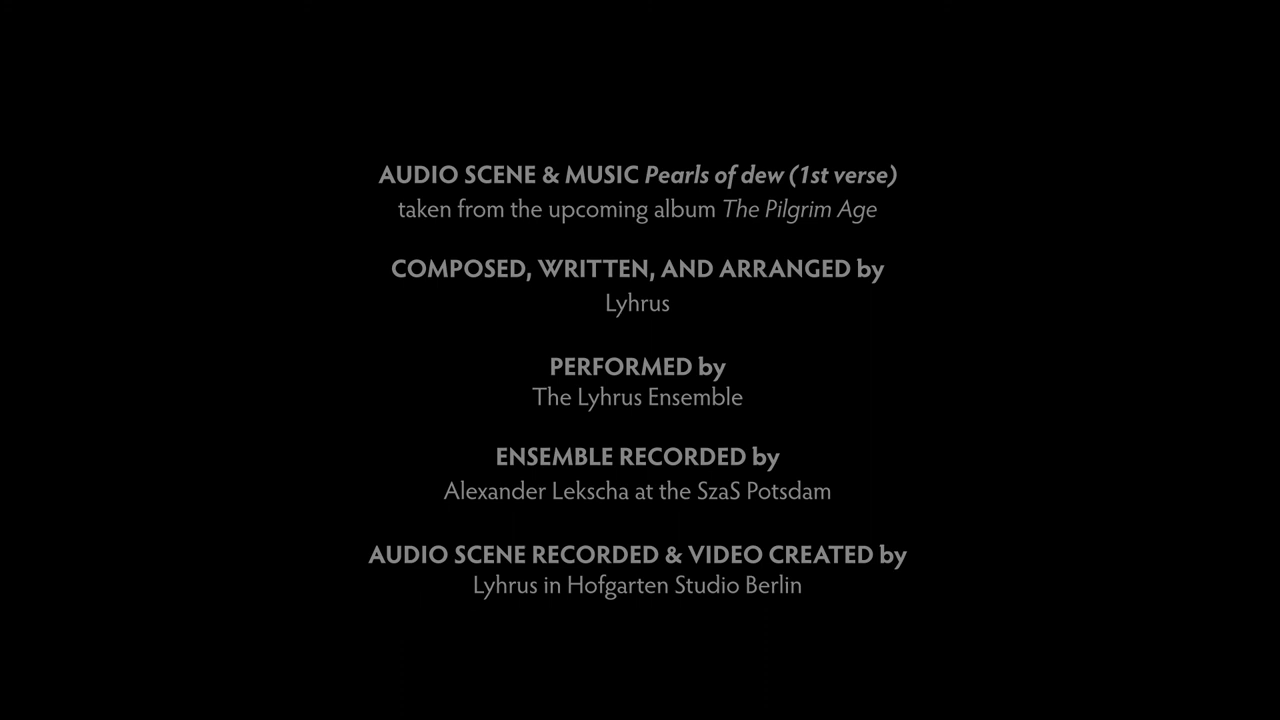 AUDIO SCENE & MUSIC Pearls of dew (1st verse)
taken from the upcoming album The Pilgrim Age
COMPOSED, WRITTEN, AND ARRANGED by
Lyhrus
PERFORMED by
The Lyhrus Ensemble
ENSEMBLE RECORDED by
Alexander Lekscha at the SzaS Potsdam
AUDIO SCENE RECORDED & VIDEO CREATED by
Lyhrus in Hofgarten Studio Berlin